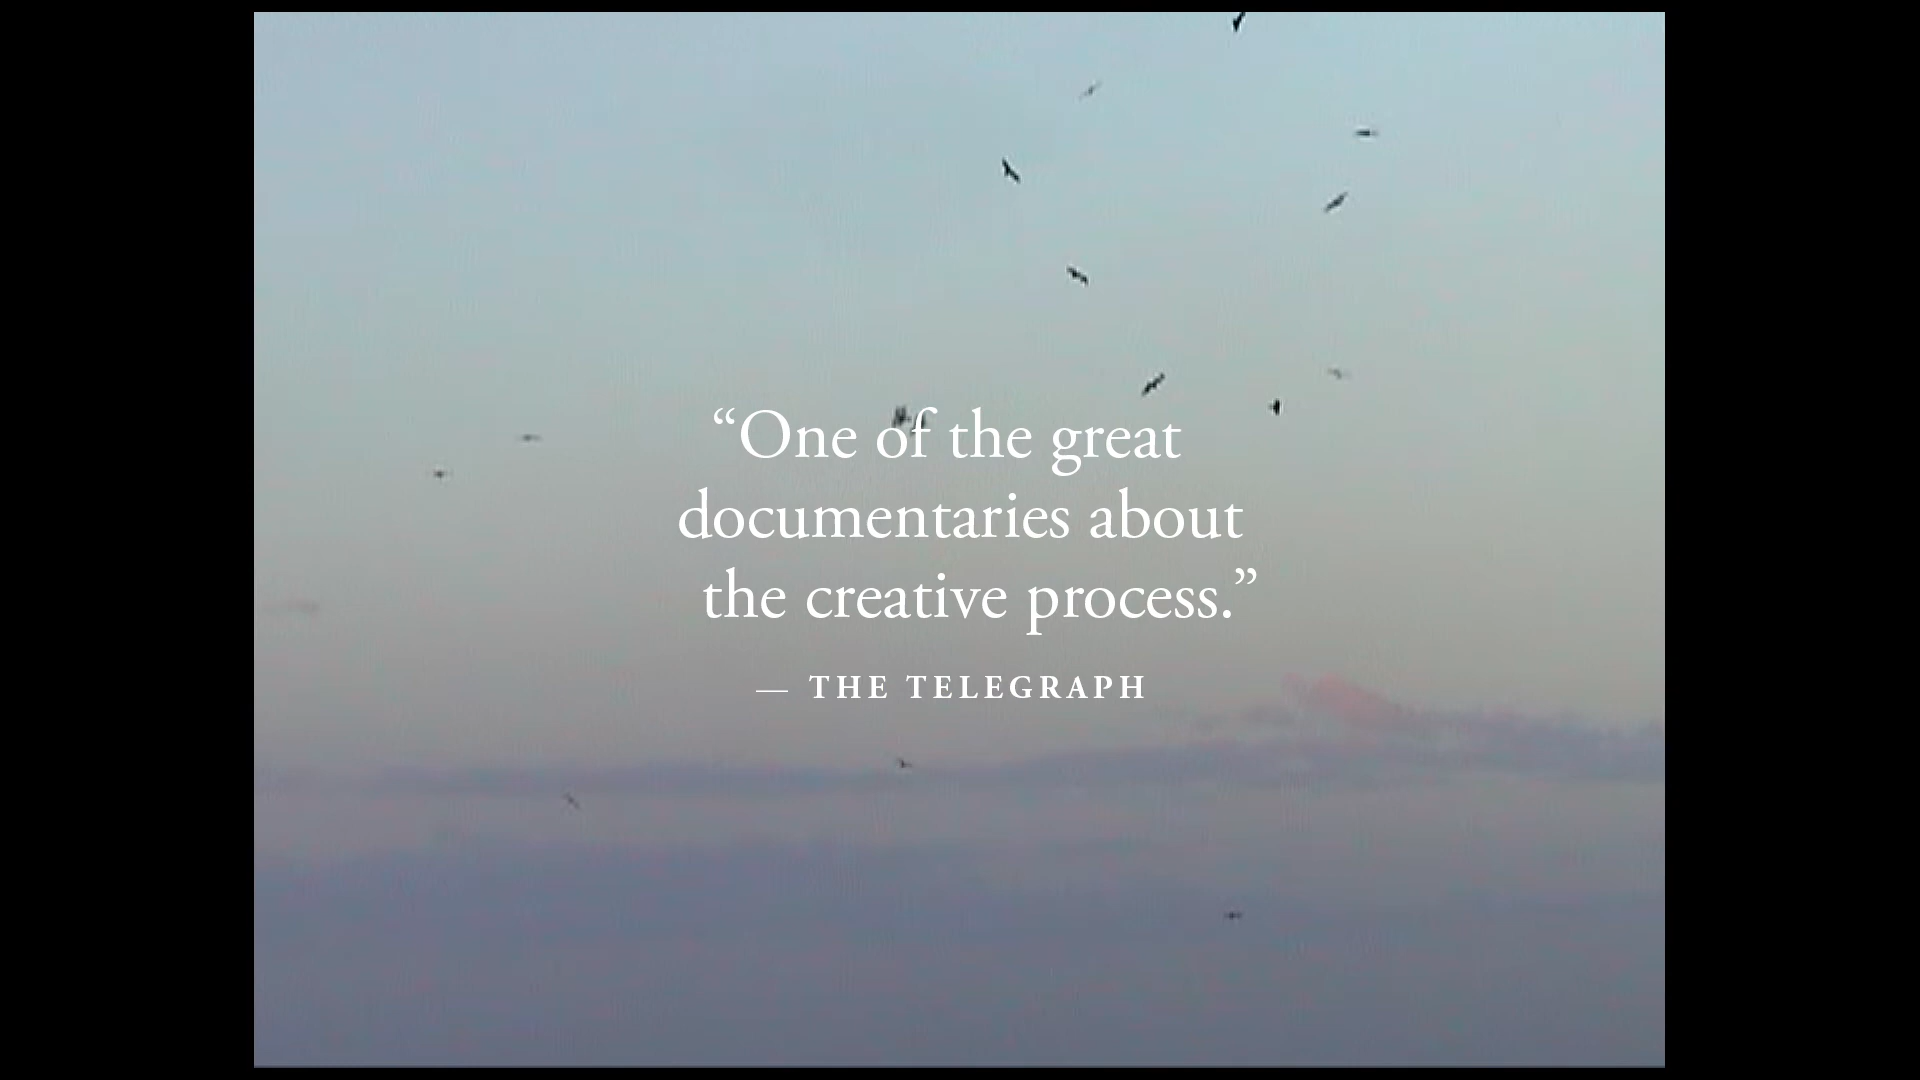 “One of the great
documentaries about
the creative process.”
— THE TELEGRAPH